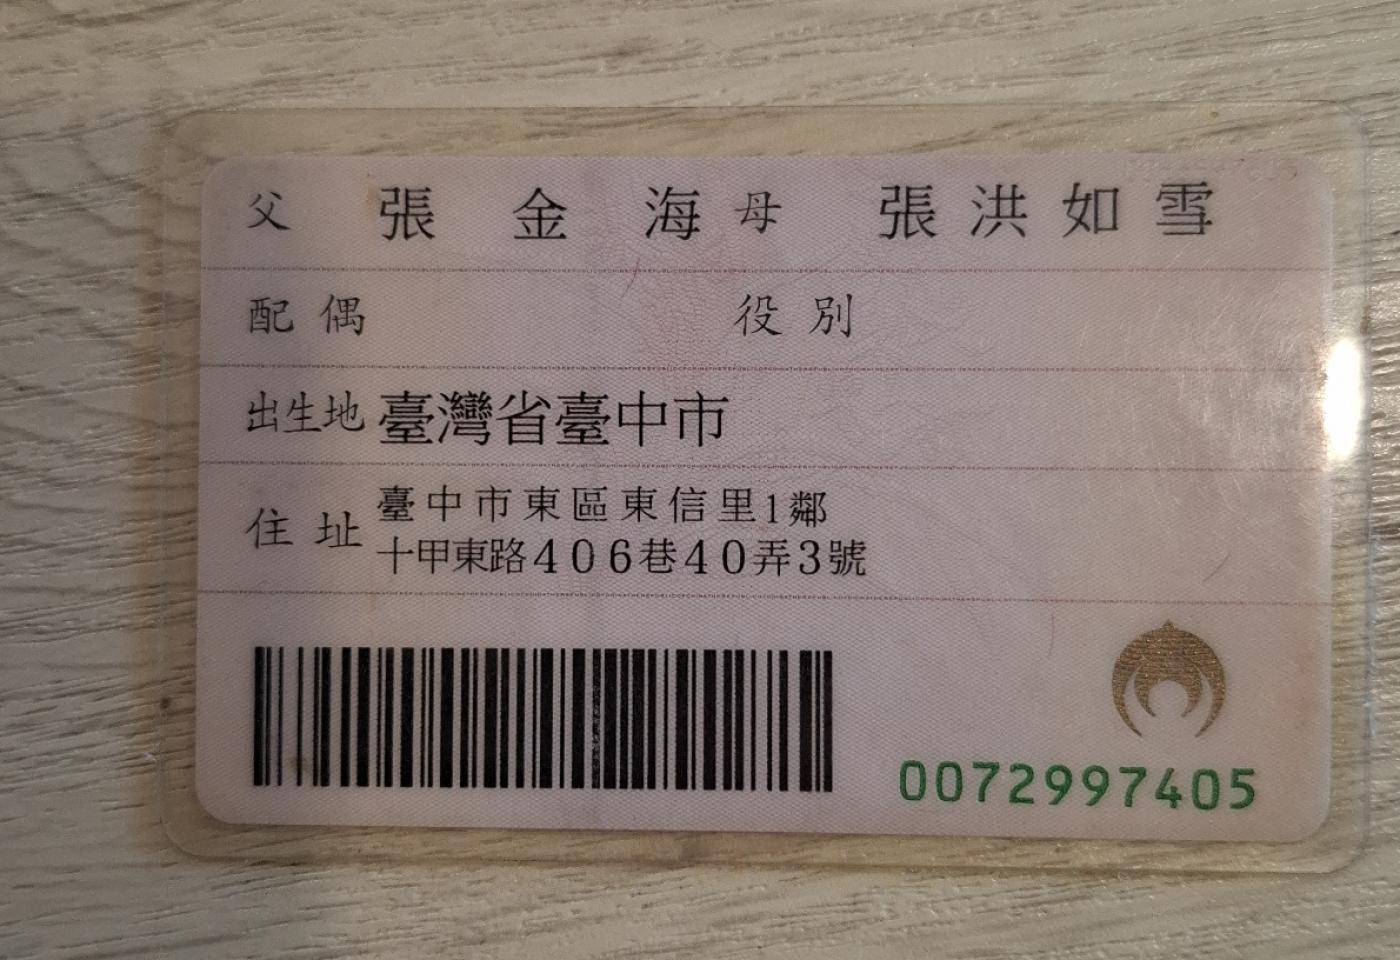 父 張金海 母 張洪如雪
配偶 役別
出生地 臺灣省臺中市
住址 臺中市東區東信里1鄰
十甲東路406巷40弄3號
0072997405